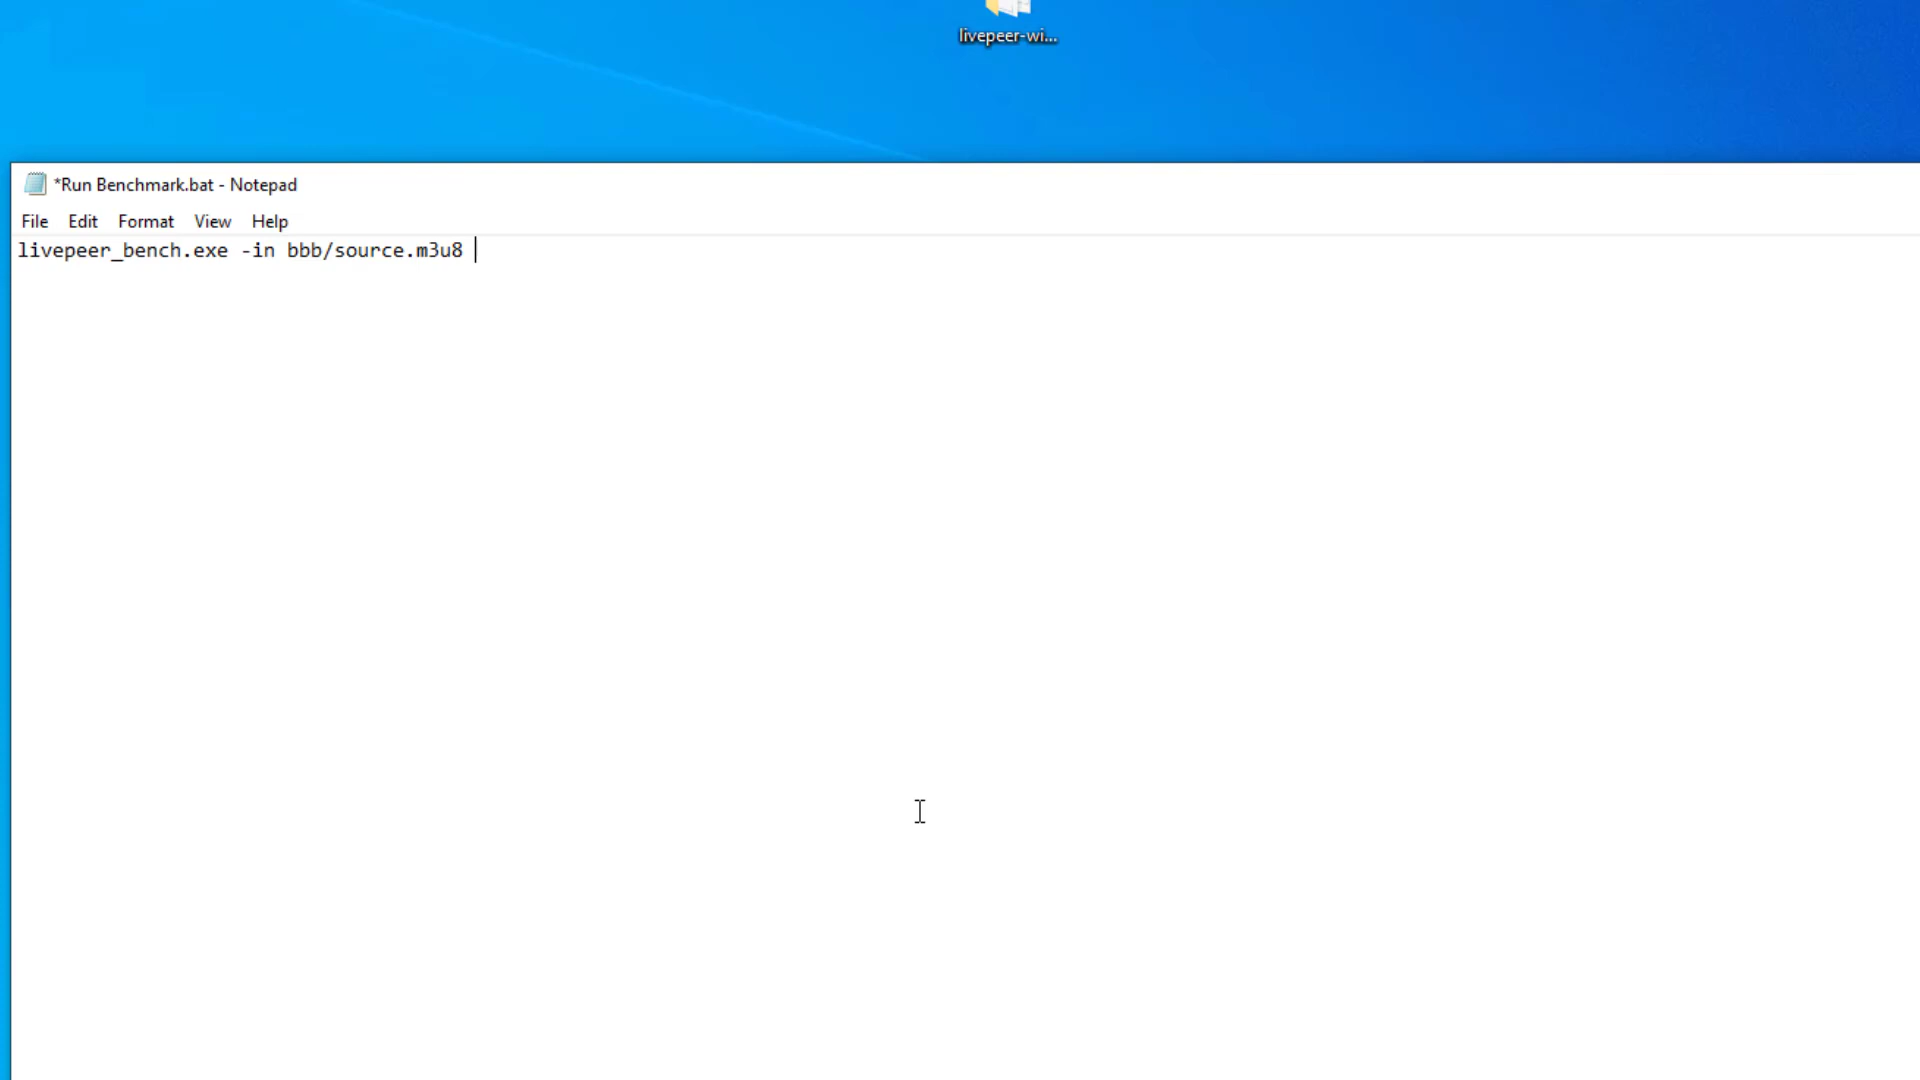 livepeer-wi...
*Run Benchmark.bat - Notepad
File Edit Format View Help
livepeer_bench.exe -in bbb/source.m3u8